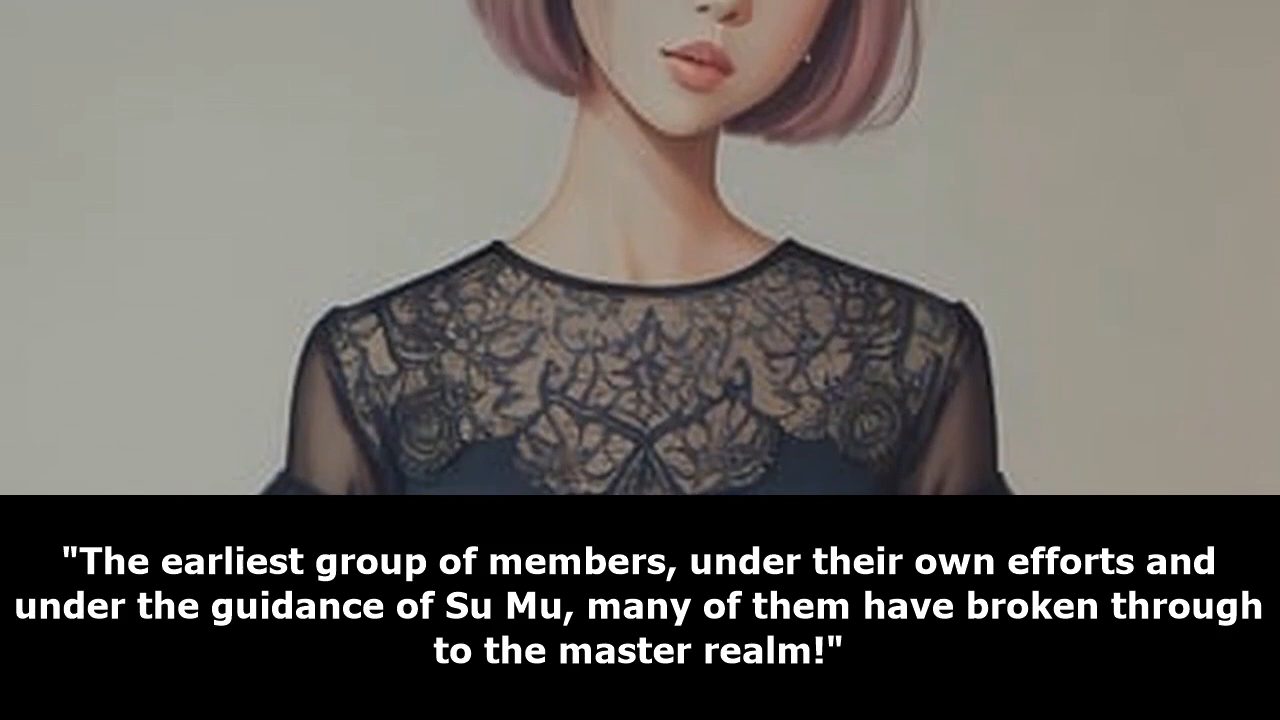 "The earliest group of members, under their own efforts and
under the guidance of Su Mu, many of them have broken through
to the master realm!"